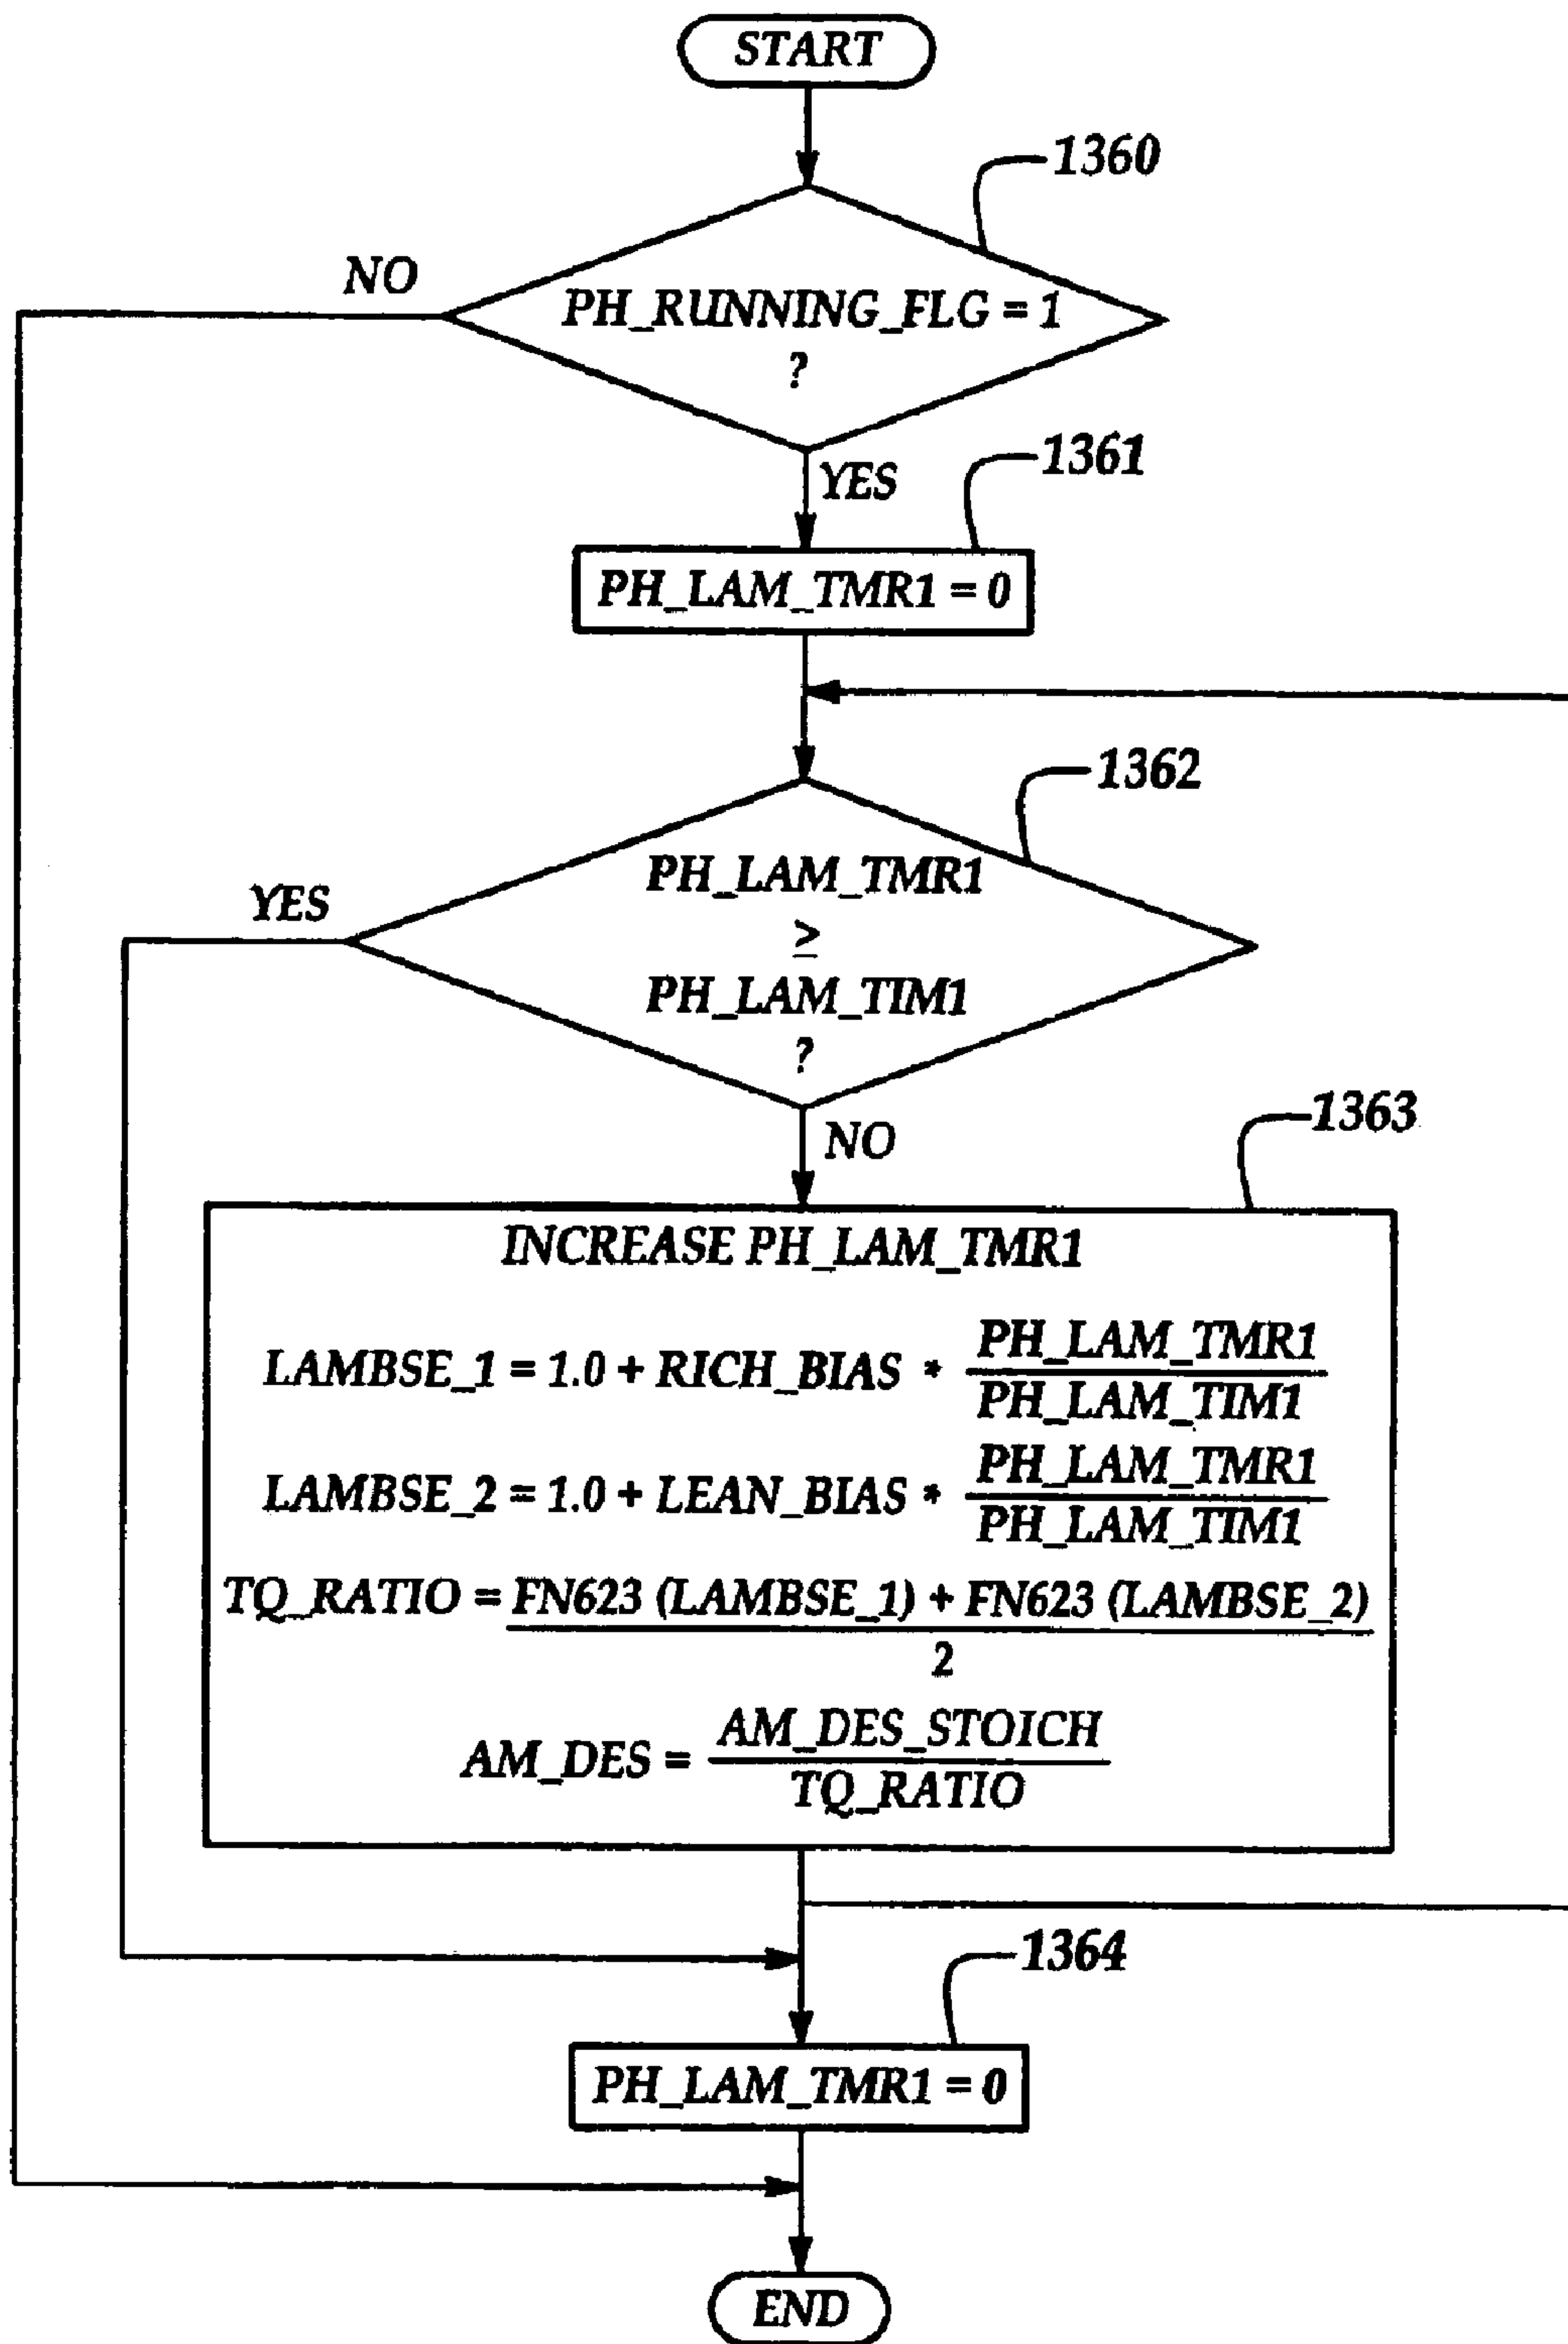 START
1360
NO
PH_RUNNING_FLG = 1
?
YES
1361
PH_LAM_TMR1 = 0
1362
YES
PH_LAM_TMR1
≥
PH_LAM_TIM1
?
NO
1363
INCREASE PH_LAM_TMR1
LAMBSE_1 = 1.0 + RICH_BIAS * PH_LAM_TMR1
PH_LAM_TIM1
LAMBSE_2 = 1.0 + LEAN_BIAS * PH_LAM_TMR1
PH_LAM_TIM1
TQ_RATIO = FN623 (LAMBSE_1) + FN623 (LAMBSE_2)
2
AM_DES = AM_DES_STOICH
TQ_RATIO
1364
PH_LAM_TMR1 = 0
END